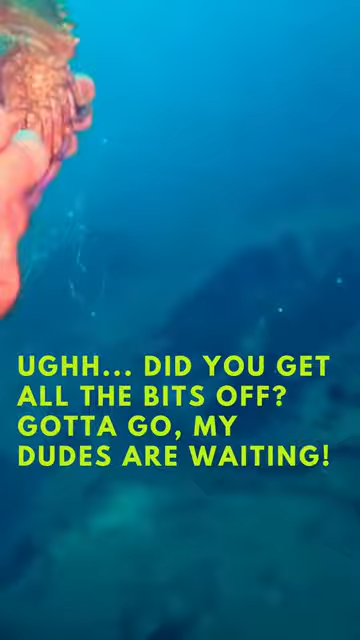 UGHH... DID YOU GET
ALL THE BITS OFF?
GOTTA GO, MY
DUDES ARE WAITING!